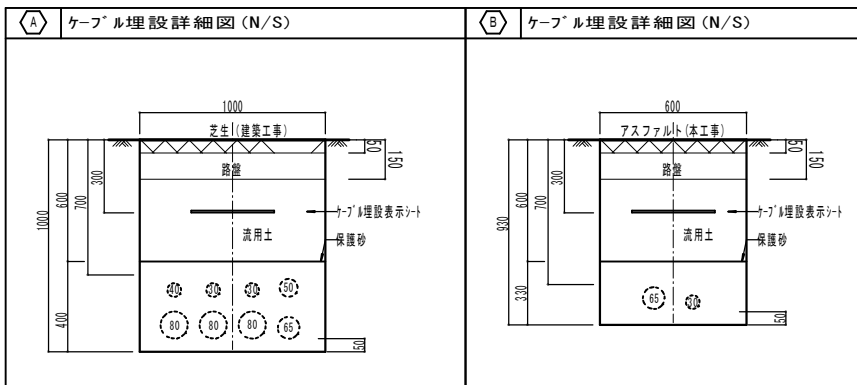 A ケーブル埋設詳細図(N/S)
1000
芝生(建築工事)
50
150
路盤
300
600
700
1000
ケーブル埋設表示シート
流用土
保護砂
40 30 30 50
80 80 80 65
400
50
B ケーブル埋設詳細図(N/S)
600
アスファルト(本工事)
50
150
路盤
300
600
700
930
ケーブル埋設表示シート
流用土
保護砂
65 30
330
50